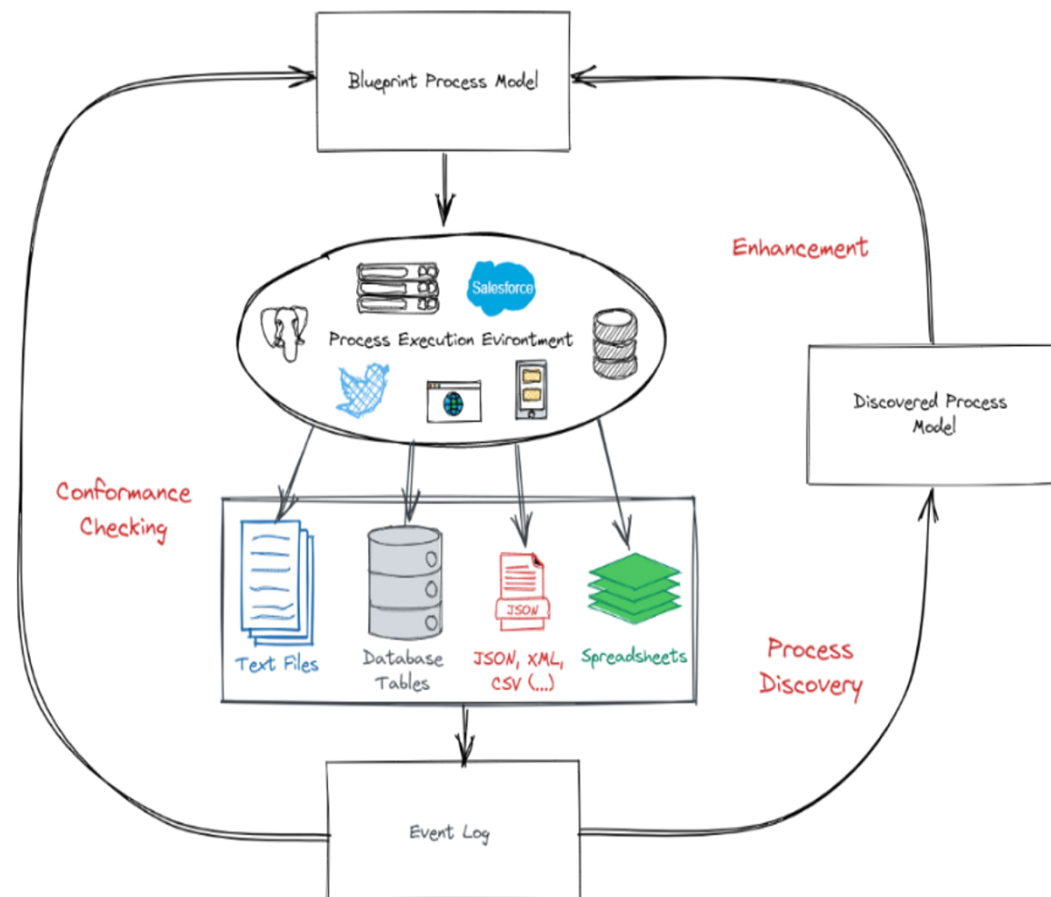 Blueprint Process Model
Enhancement
Salesforce
Process Execution Evirontment
Discovered Process
Model
Conformance
Checking
JSON
Text Files
Database
Tables
JSON, XML,
CSV (...)
Spreadsheets
Process
Discovery
Event Log